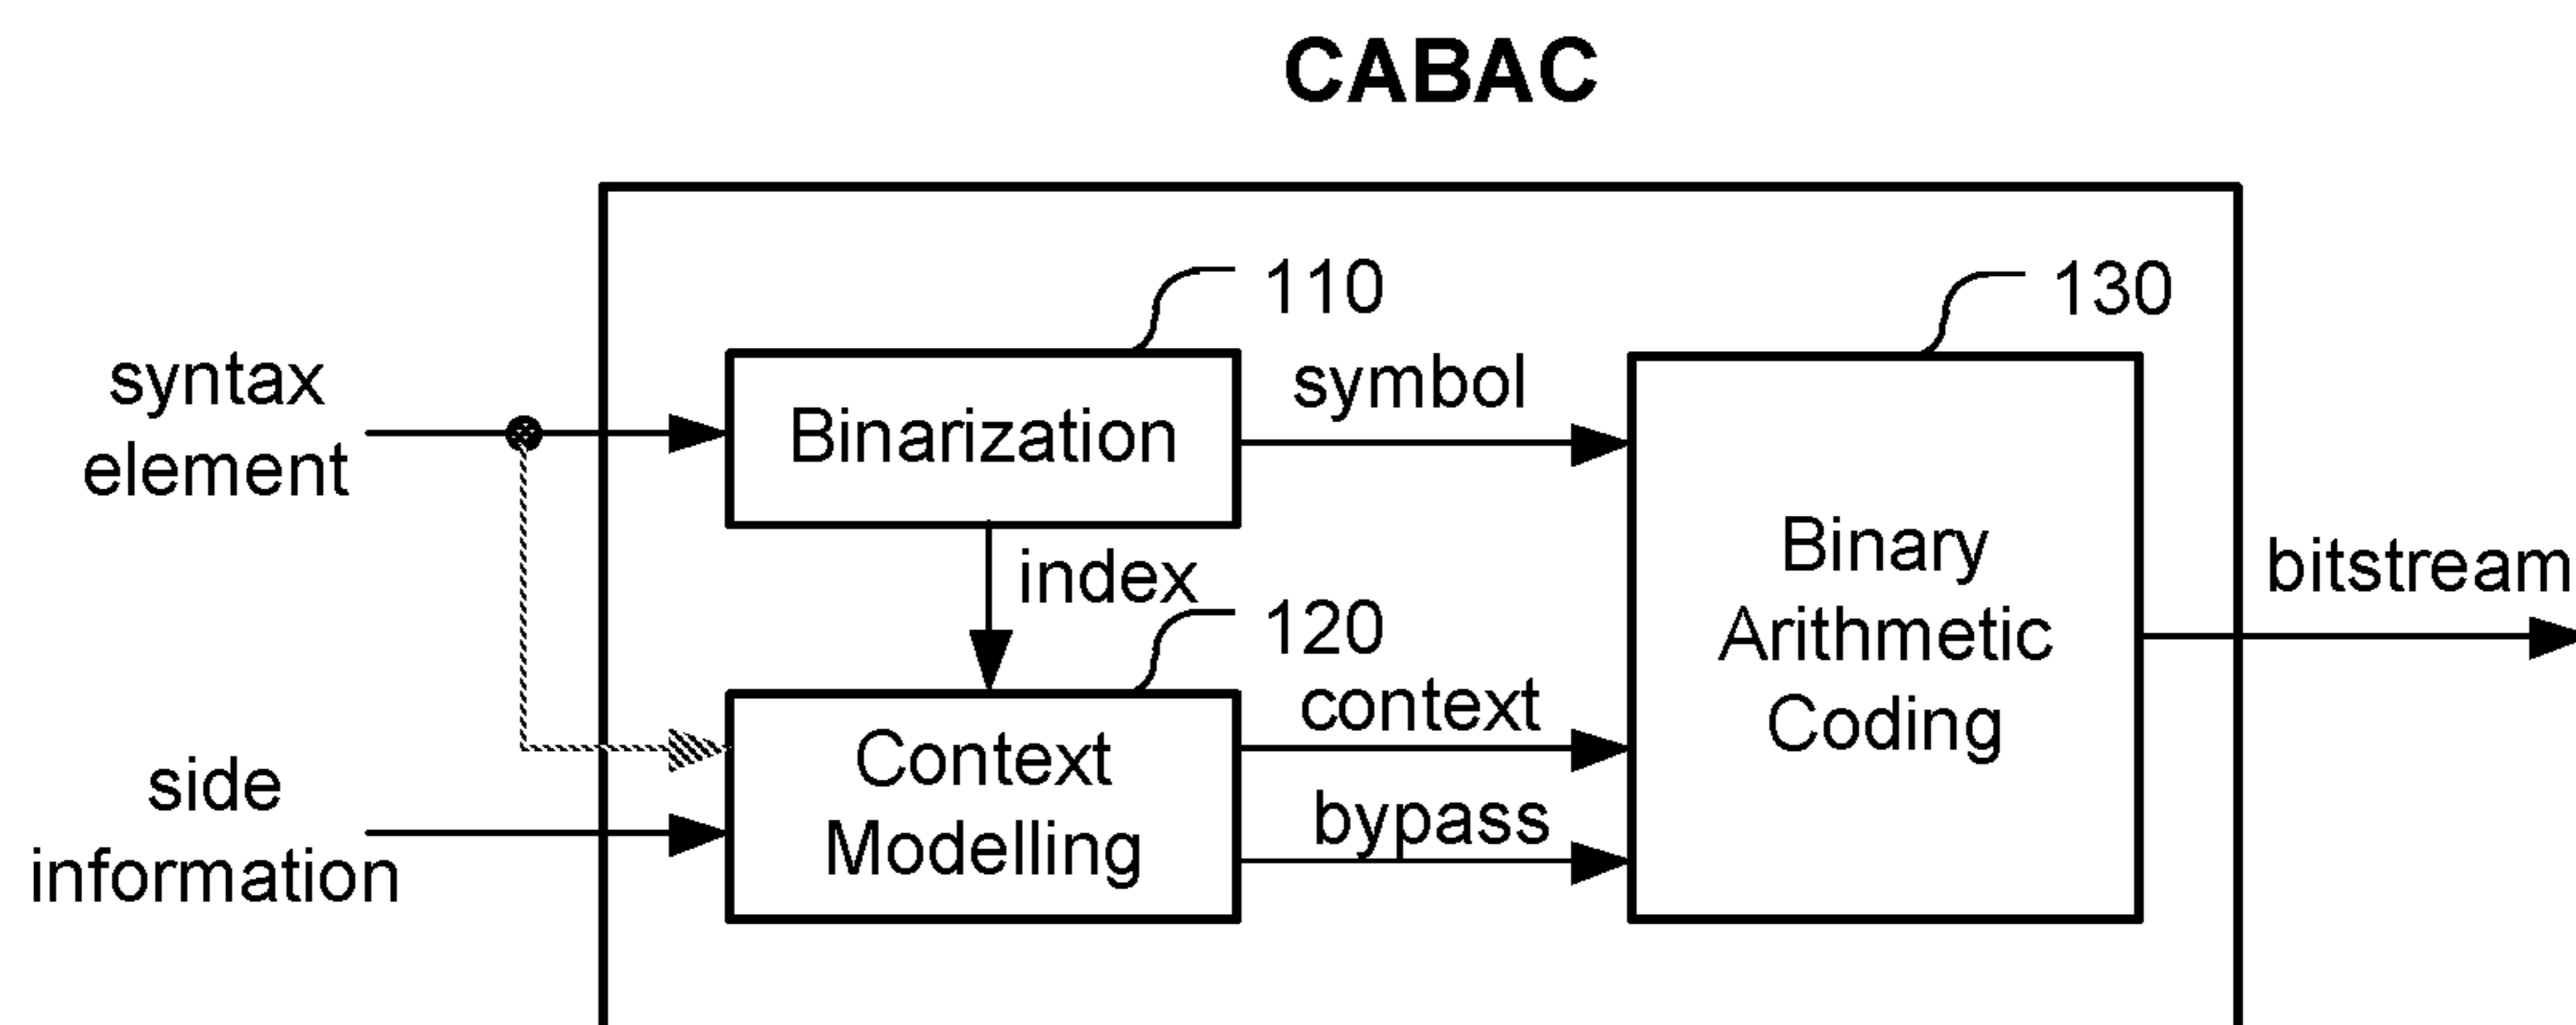 CABAC
110
130
syntax
element
Binarization
symbol
index
120
Binary
Arithmetic
Coding
bitstream
side
information
Context
Modelling
context
bypass